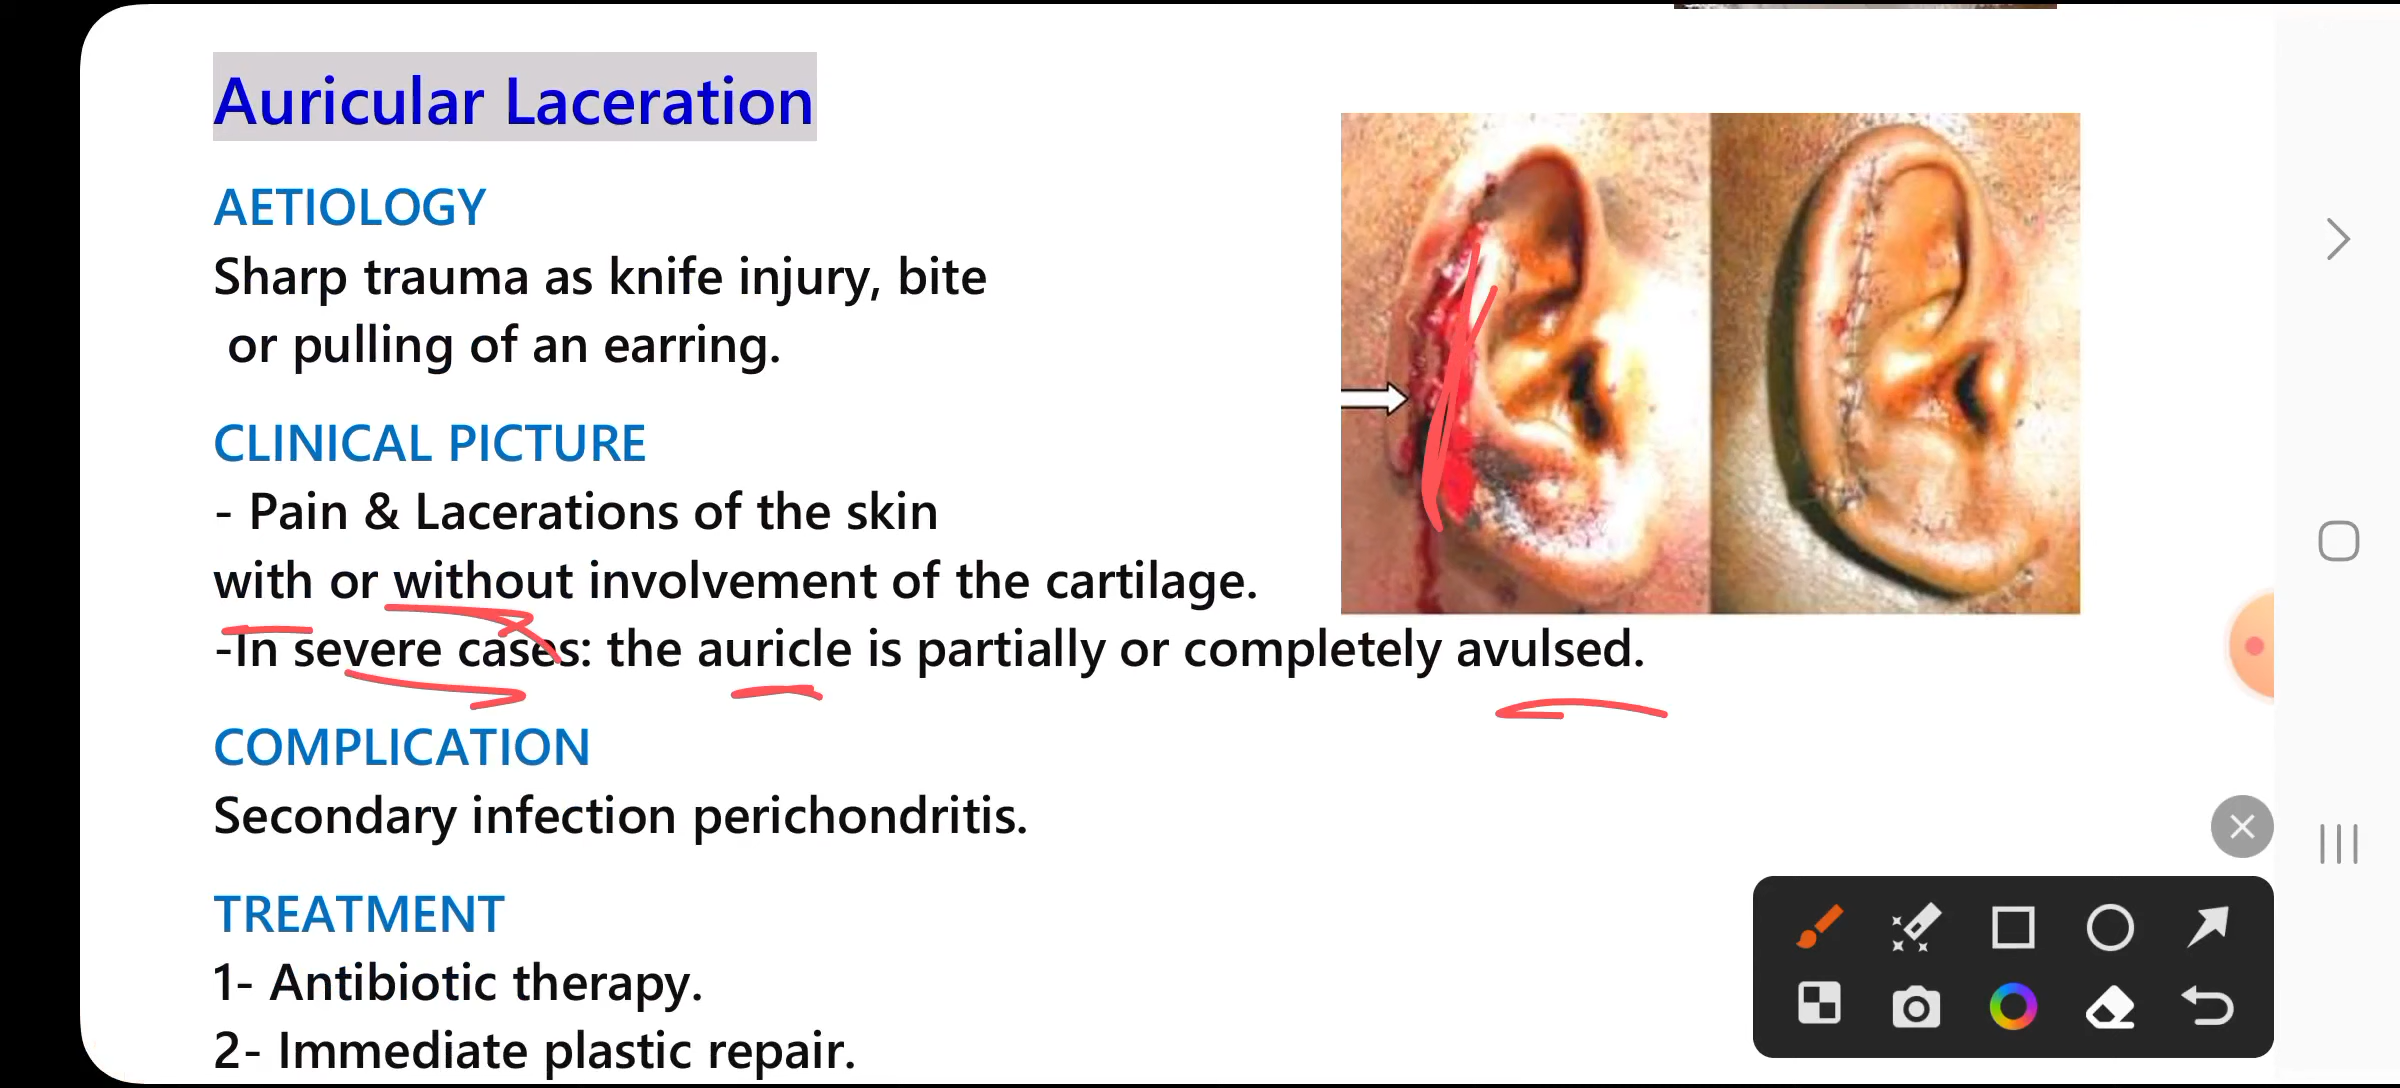 Auricular Laceration
AETIOLOGY
Sharp trauma as knife injury, bite
or pulling of an earring.
CLINICAL PICTURE
- Pain & Lacerations of the skin
with or without involvement of the cartilage.
-In severe cases: the auricle is partially or completely avulsed.
COMPLICATION
Secondary infection perichondritis.
TREATMENT
1- Antibiotic therapy.
2- Immediate plastic repair.